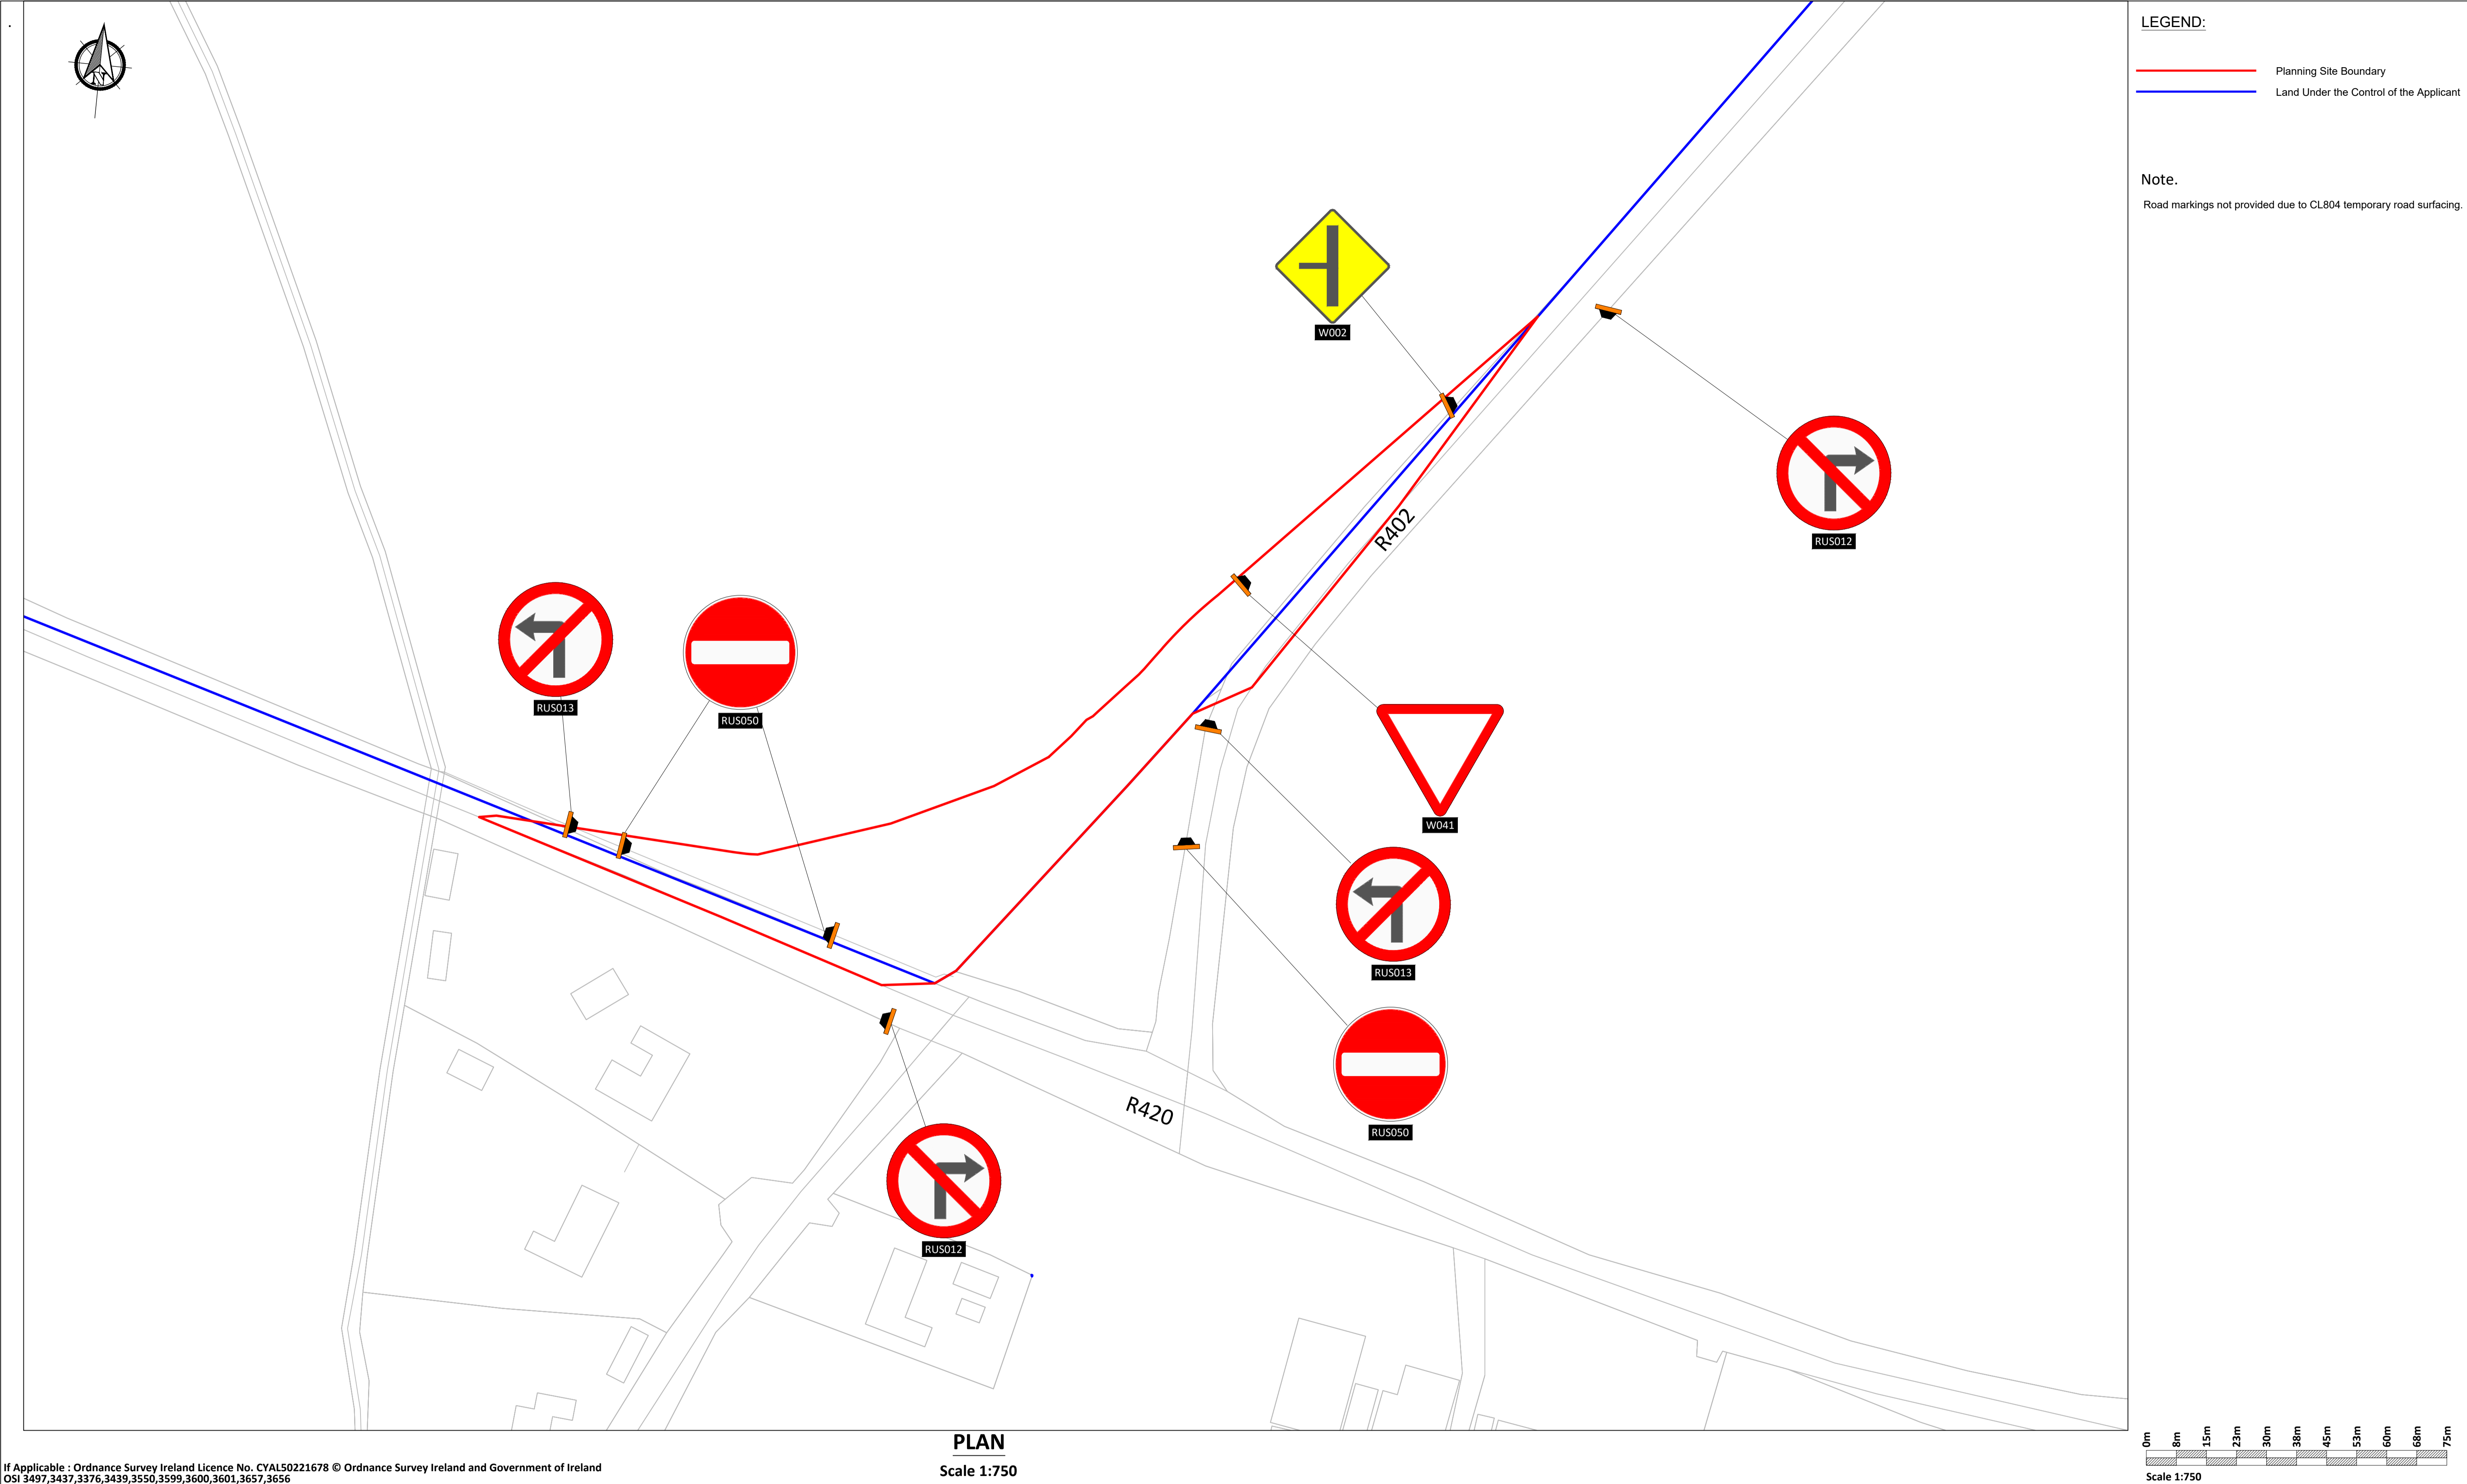 N
LEGEND:
Planning Site Boundary
Land Under the Control of the Applicant
Note.
Road markings not provided due to CL804 temporary road surfacing.
W002
RUS012
R402
RUS013
RUS050
W041
RUS013
RUS050
R420
RUS012
PLAN
Scale 1:750
0m 8m 15m 23m 30m 38m 45m 53m 60m 68m 75m
Scale 1:750
If Applicable : Ordnance Survey Ireland Licence No. CYAL50221678 © Ordnance Survey Ireland and Government of Ireland
OSI 3497,3437,3376,3439,3550,3599,3600,3601,3657,3656